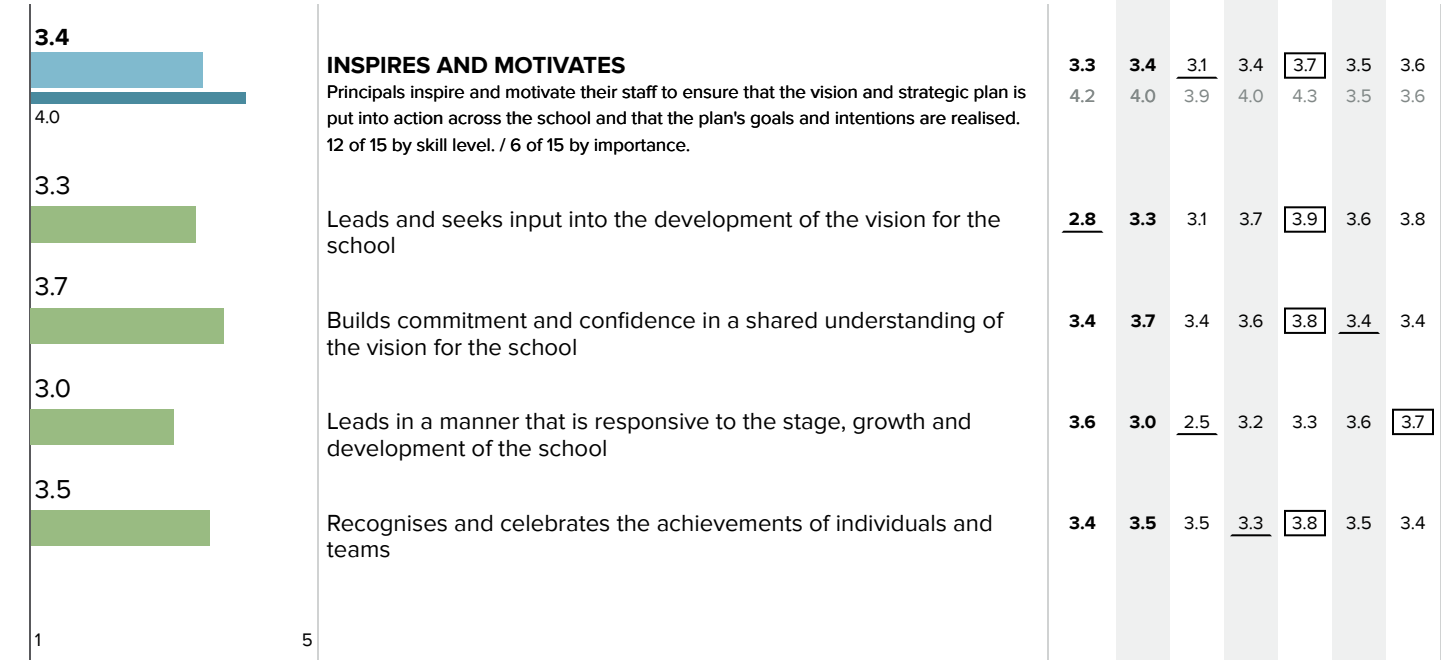 3.4
4.0
INSPIRES AND MOTIVATES
Principals inspire and motivate their staff to ensure that the vision and strategic plan is
put into action across the school and that the plan's goals and intentions are realised.
12 of 15 by skill level. / 6 of 15 by importance.
3.3 3.4 3.1 3.4 3.7 3.5 3.6
4.2 4.0 3.9 4.0 4.3 3.5 3.6
3.3
Leads and seeks input into the development of the vision for the
school
2.8 3.3 3.1 3.7 3.9 3.6 3.8
3.7
Builds commitment and confidence in a shared understanding of
the vision for the school
3.4 3.7 3.4 3.6 3.8 3.4 3.4
3.0
Leads in a manner that is responsive to the stage, growth and
development of the school
3.6 3.0 2.5 3.2 3.3 3.6 3.7
3.5
Recognises and celebrates the achievements of individuals and
teams
3.4 3.5 3.5 3.3 3.8 3.5 3.4
1 5